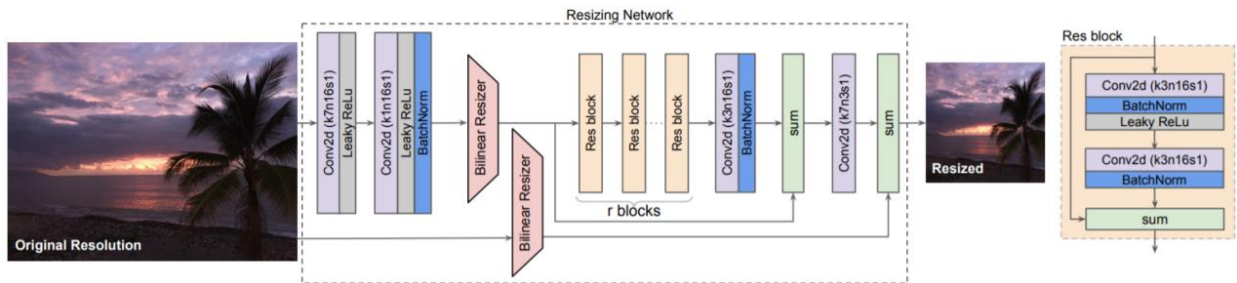 Resizing Network
Original Resolution
Conv2d (k7n16s1)
Leaky ReLu
Conv2d (k1n16s1)
Leaky ReLu
BatchNorm
Bilinear Resizer
Bilinear Resizer
Res block
Res block
Res block
r blocks
Conv2d (k3n16s1)
BatchNorm
sum
Conv2d (k7n3s1)
sum
Resized
Res block
Conv2d (k3n16s1)
BatchNorm
Leaky ReLu
Conv2d (k3n16s1)
BatchNorm
sum